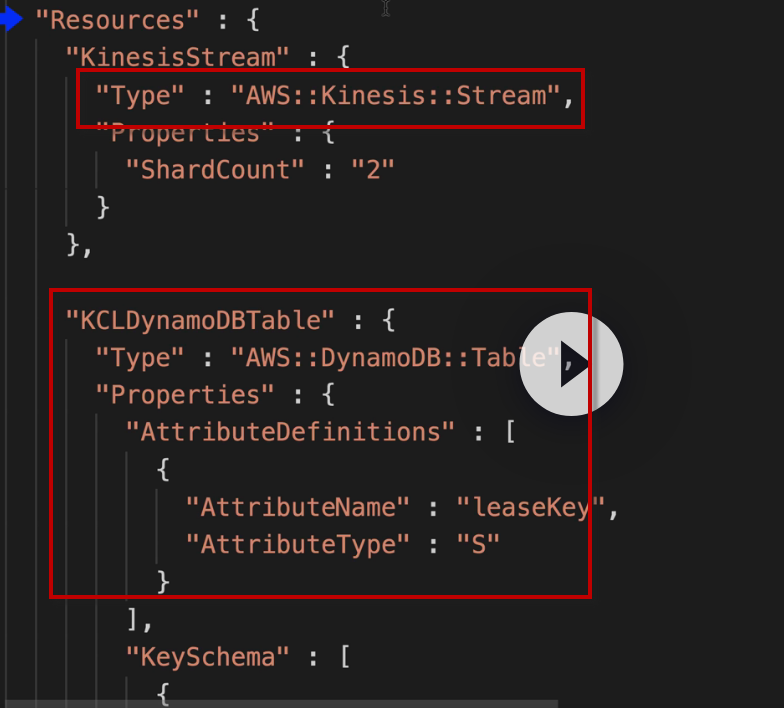 "Resources" : {
"KinesisStream" : {
"Type" : "AWS::Kinesis::Stream",
"Properties" : {
"ShardCount" : "2"
}
},
"KCLDynamoDBTable" : {
"Type" : "AWS::DynamoDB::Table",
"Properties" : {
"AttributeDefinitions" : [
{
"AttributeName" : "leaseKey",
"AttributeType" : "S"
}
],
"KeySchema" : [
{